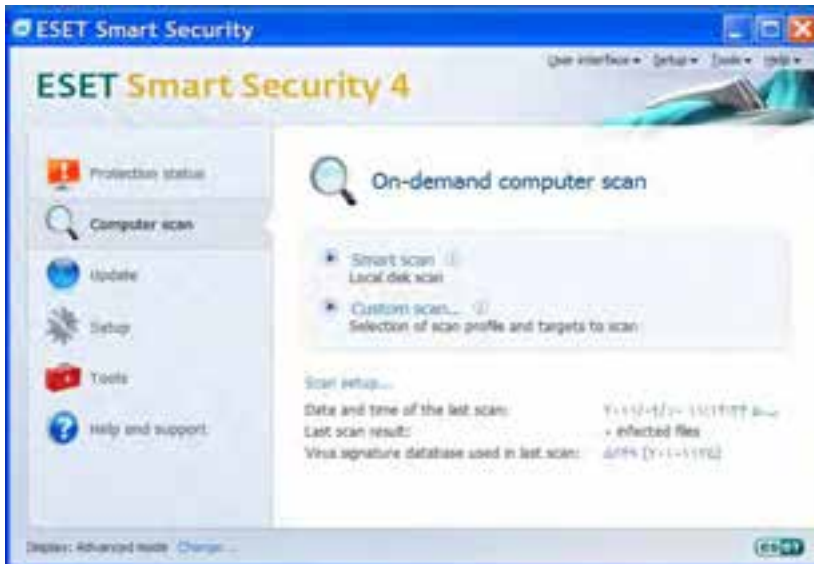 ESET Smart Security
User interface Setup Tools Help
ESET Smart Security 4
Protection status
Computer scan
Update
Setup
Tools
Help and support
On-demand computer scan
Smart scan
Local disk scan
Custom scan...
Selection of scan profile and targets to scan
Scan setup...
Date and time of the last scan:
Last scan result: ۰ infected files
Virus signature database used in last scan:
Display: Advanced mode Change...
eset